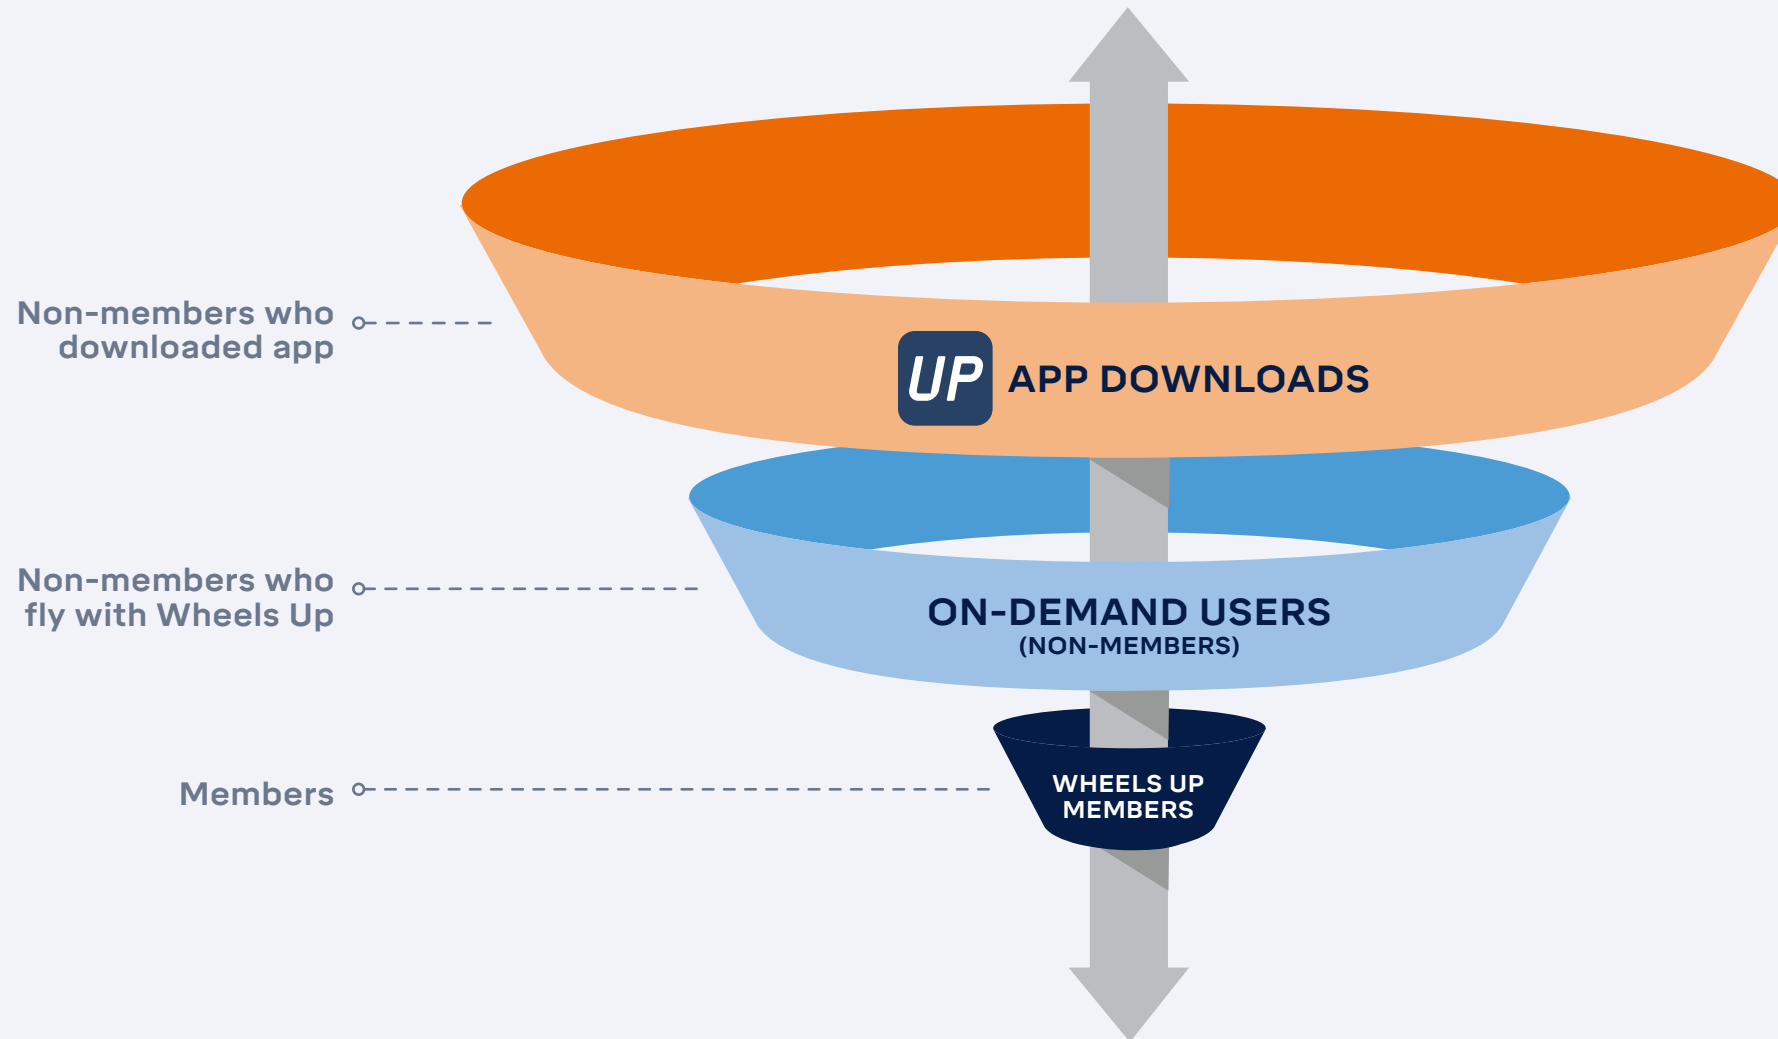 Non-members who
downloaded app
UP APP DOWNLOADS
Non-members who
fly with Wheels Up
ON-DEMAND USERS
(NON-MEMBERS)
Members
WHEELS UP
MEMBERS